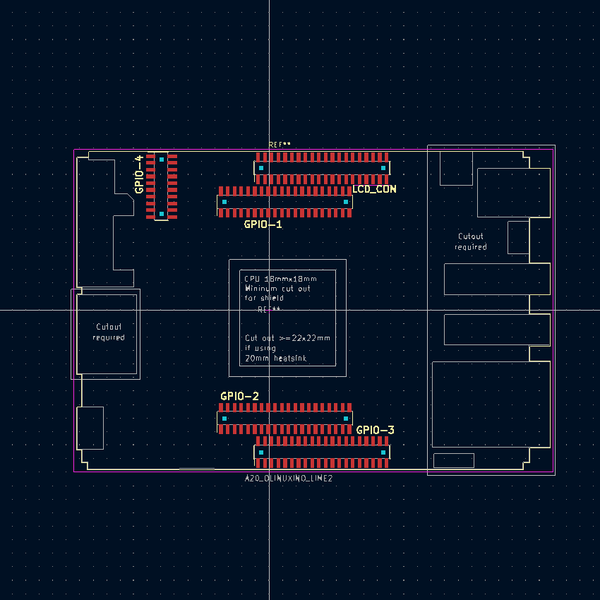 REF**
GPIO-4
LCD_CON
GPIO-1
Cutout
required
CPU 18mmx18mm
Mininum cut out
for shield
REF**
Cut out >=22x22mm
if using
20mm heatsink
Cutout
required
GPIO-2
GPIO-3
A20_OLINUXINO_LIME2